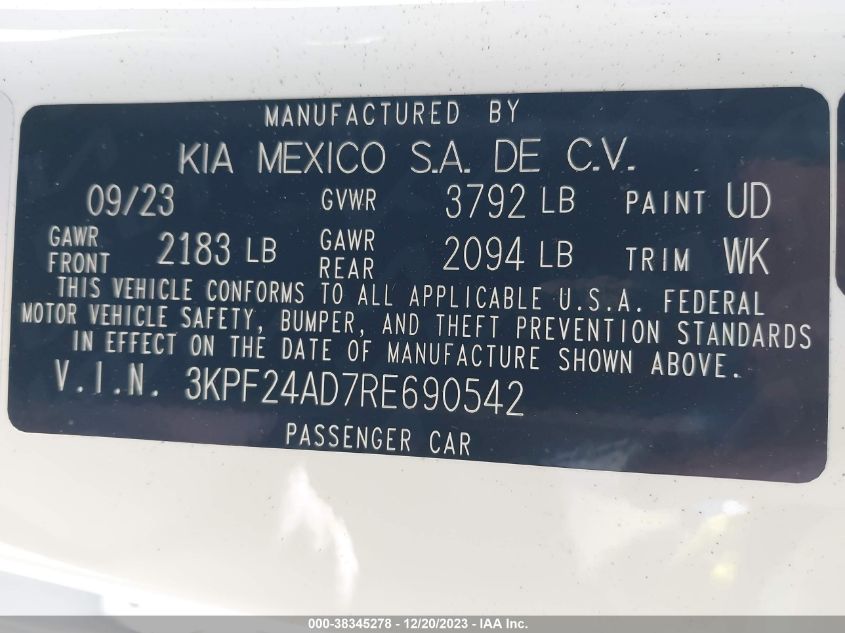 MANUFACTURED BY
KIA MEXICO S.A. DE C.V.
09/23 GVWR 3792 LB PAINT UD
GAWR FRONT 2183 LB GAWR REAR 2094 LB TRIM WK
THIS VEHICLE CONFORMS TO ALL APPLICABLE U.S.A. FEDERAL
MOTOR VEHICLE SAFETY, BUMPER, AND THEFT PREVENTION STANDARDS
IN EFFECT ON THE DATE OF MANUFACTURE SHOWN ABOVE.
V.I.N. 3KPF24AD7RE690542
PASSENGER CAR
000-38345278 - 12/20/2023 - IAA Inc.